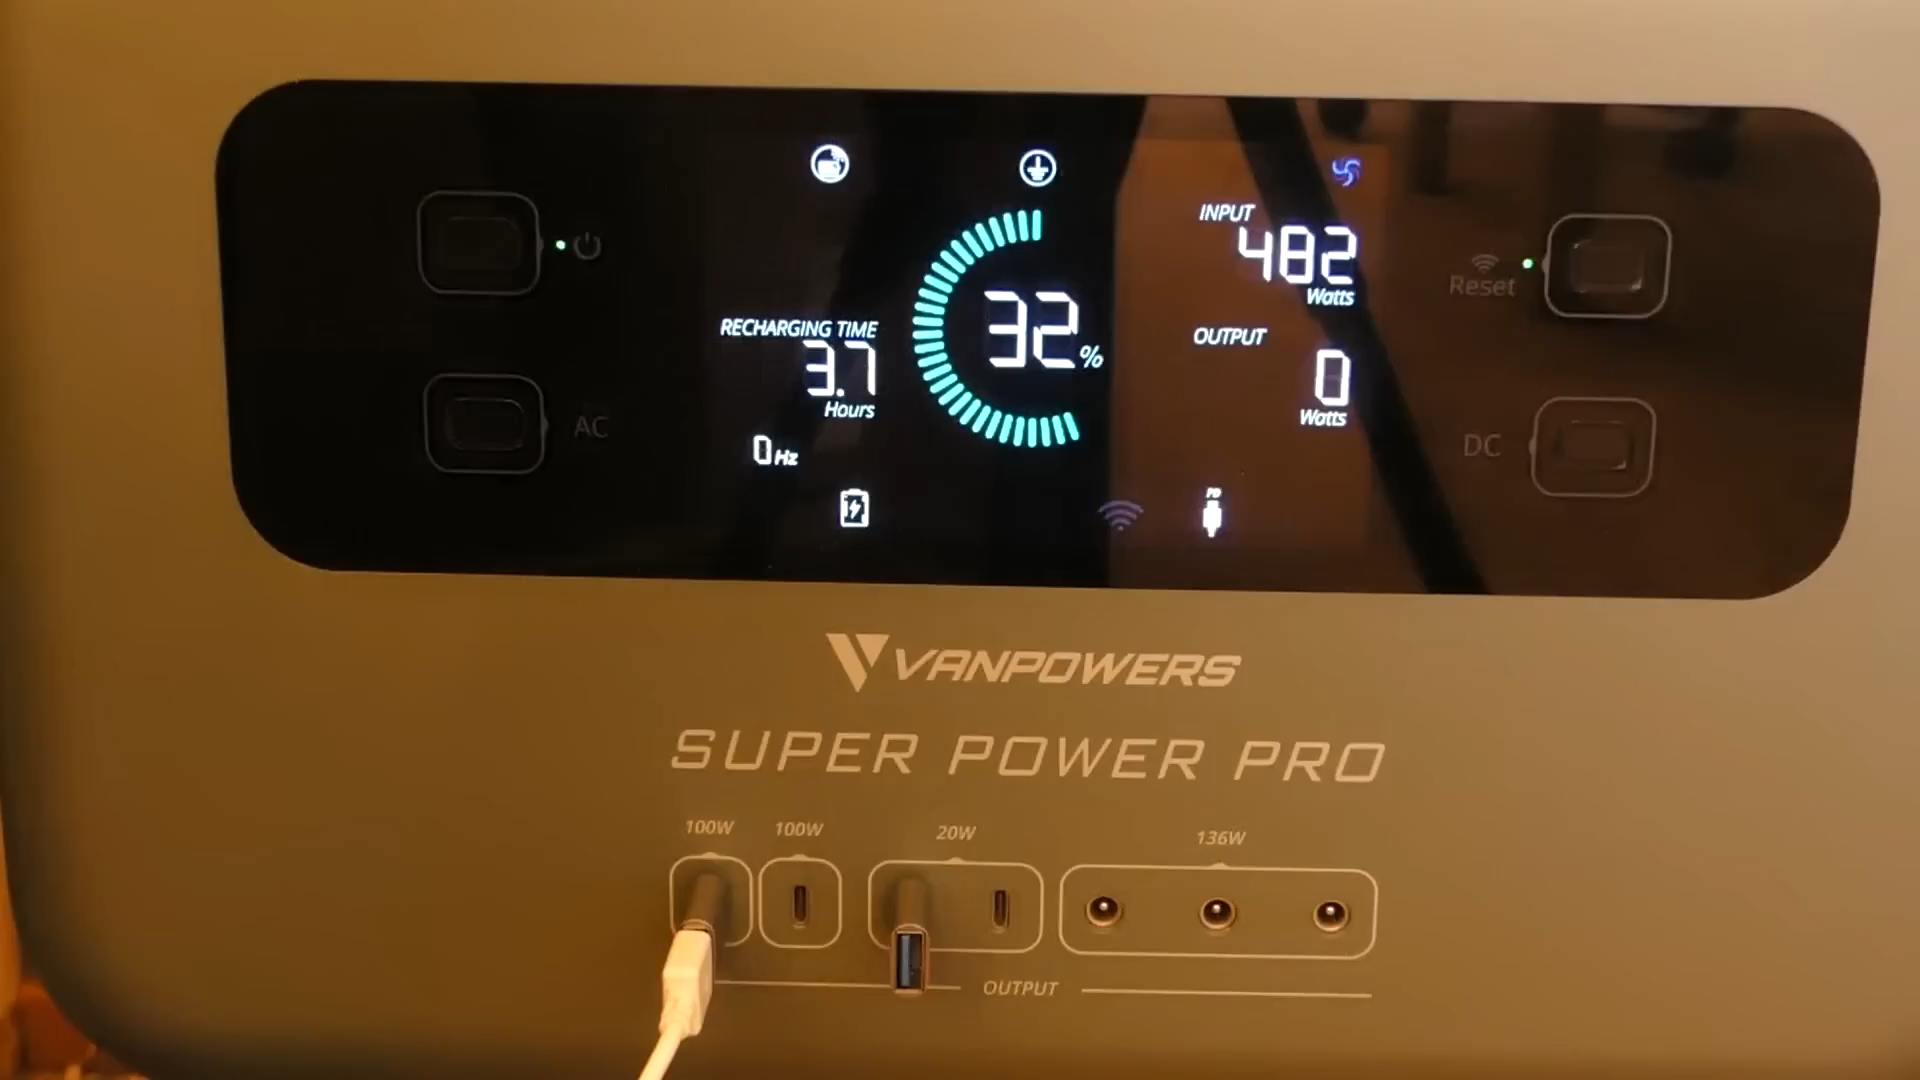 INPUT
482
Watts
Reset
RECHARGING TIME
3.7
Hours
32%
OUTPUT
0
Watts
AC
0Hz
DC
PD
VANPOWERS
SUPER POWER PRO
100W 100W 20W 136W
OUTPUT